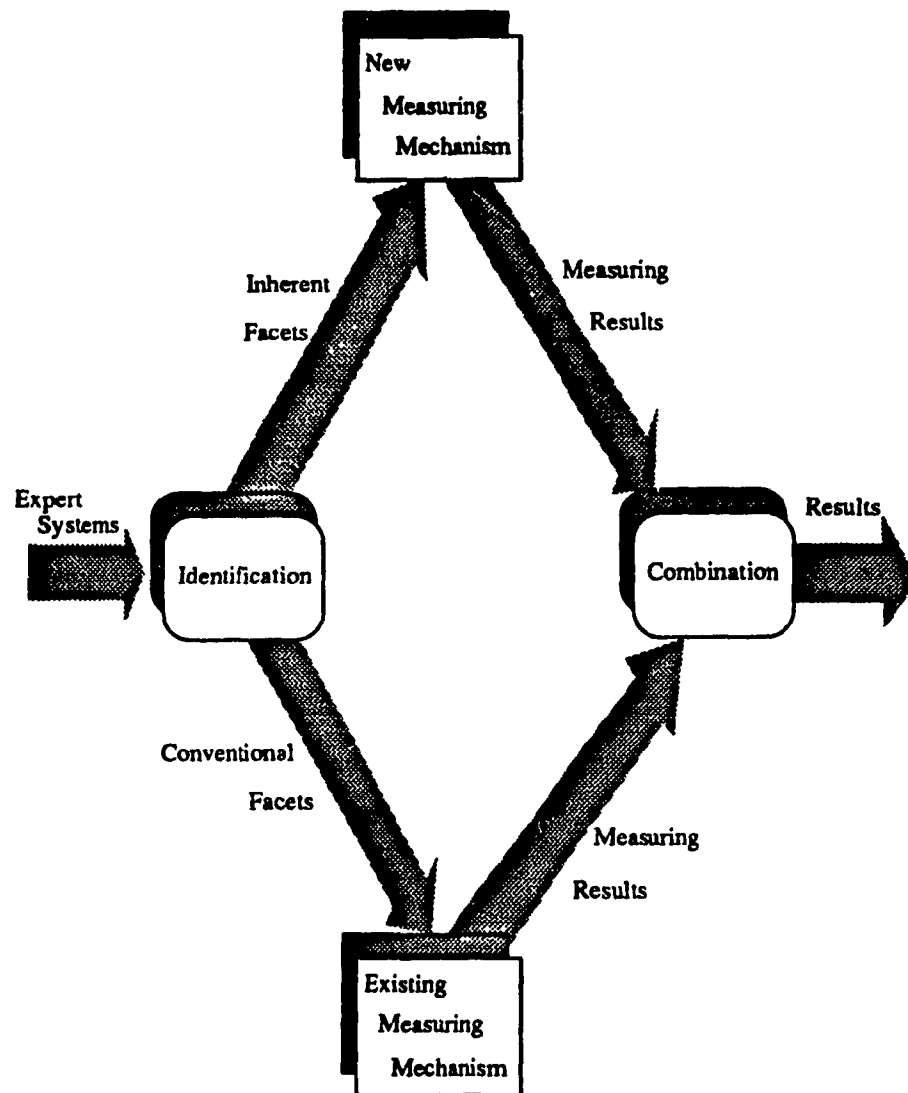 New
Measuring
Mechanism
Inherent
Facets
Measuring
Results
Expert
Systems
Identification
Combination
Results
Conventional
Facets
Measuring
Results
Existing
Measuring
Mechanism